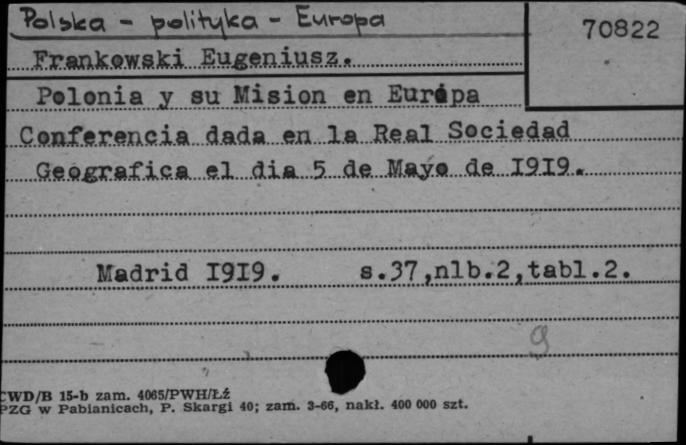 Polska - polityka - Europa
70822
Frankowski Eugeniusz.
Polonia y su Mision en Európa
Conferencia dada en la Real Sociedad
Geografica el dia 5 de Mayo de I9I9.
Madrid I9I9. s.37,nlb.2,tabl.2.
9
CWD/B 15-b zam. 4065/PWH/Łź
PZG w Pabianicach, P. Skargi 40; zam. 3-66, nakł. 400 000 szt.